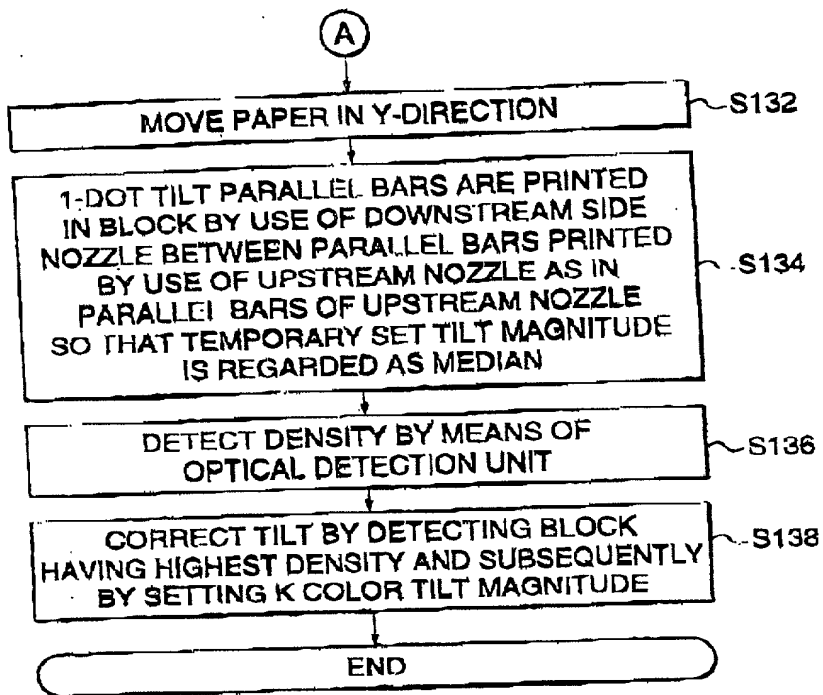 A
MOVE PAPER IN Y-DIRECTION
S132
1-DOT TILT PARALLEL BARS ARE PRINTED
IN BLOCK BY USE OF DOWNSTREAM SIDE
NOZZLE BETWEEN PARALLEL BARS PRINTED
BY USE OF UPSTREAM NOZZLE AS IN
PARALLEL BARS OF UPSTREAM NOZZLE
SO THAT TEMPORARY SET TILT MAGNITUDE
IS REGARDED AS MEDIAN
S134
DETECT DENSITY BY MEANS OF
OPTICAL DETECTION UNIT
S136
CORRECT TILT BY DETECTING BLOCK
HAVING HIGHEST DENSITY AND SUBSEQUENTLY
BY SETTING K COLOR TILT MAGNITUDE
S138
END